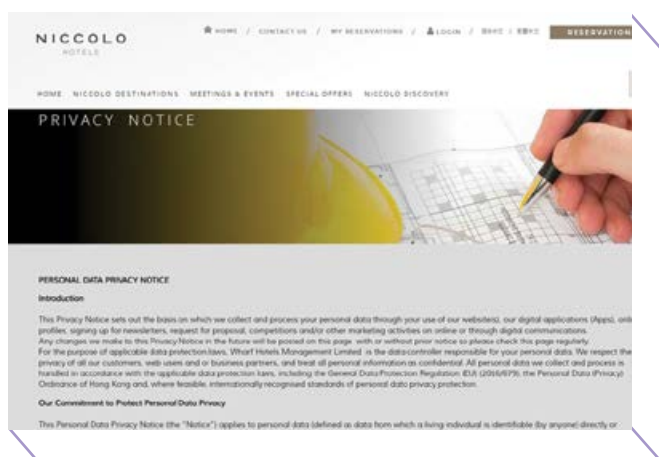 NICCOLO
HOTELS
HOME / CONTACT US / MY RESERVATIONS / LOGIN / 简体中文 / 繁體中文
RESERVATION
HOME NICCOLO DESTINATIONS MEETINGS & EVENTS SPECIAL OFFERS NICCOLO DISCOVERY
PRIVACY NOTICE
PERSONAL DATA PRIVACY NOTICE
Introduction
This Privacy Notice sets out the basis on which we collect and process your personal data through your use of our website(s), our digital applications (Apps), onl
profiles, signing up for newsletters, request for proposal, competitions and/or other marketing activities on online or through digital communications.
Any changes we make to this Privacy Notice in the future will be posted on this page with or without prior notice so please check this page regularly.
For the purpose of applicable data protection laws, Wharf Hotels Management Limited is the data controller responsible for your personal data. We respect the
privacy of all our customers, web users and or business partners, and treat all personal information as confidential. All personal data we collect and process is
handled in accordance with the applicable data protection laws, including the General Data Protection Regulation (EU) (2016/679), the Personal Data (Privacy)
Ordinance of Hong Kong and, where feasible, internationally recognised standards of personal data privacy protection.
Our Commitment to Protect Personal Data Privacy
This Personal Data Privacy Notice (the "Notice") applies to personal data (defined as data from which a living individual is identifiable (by anyone) directly or